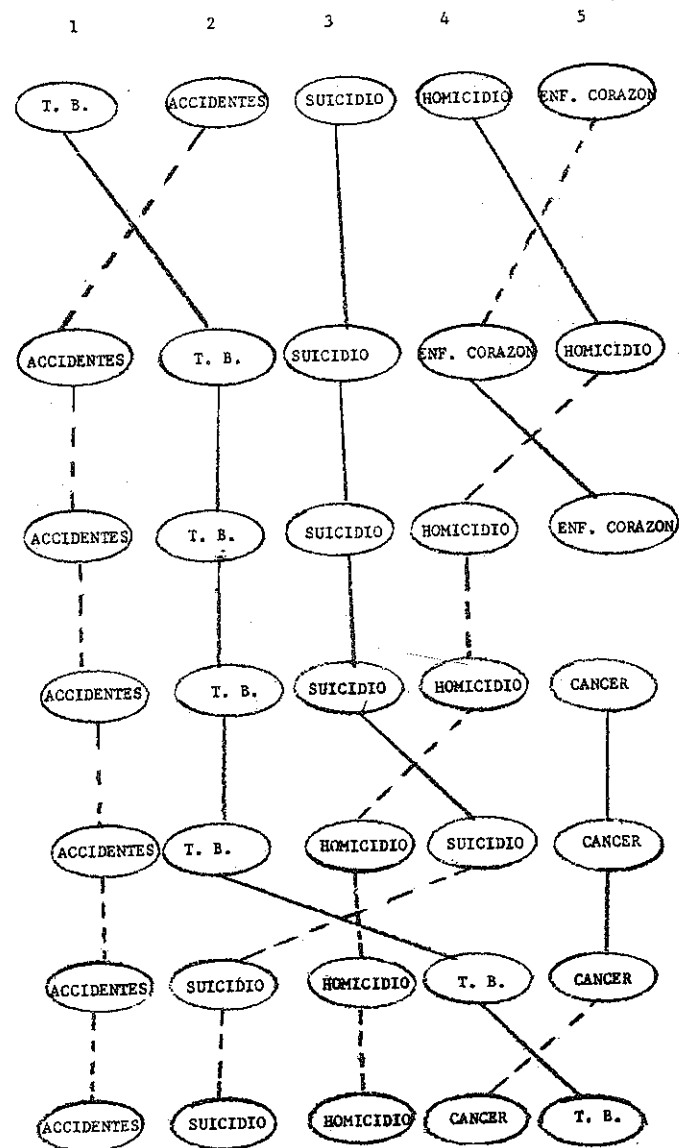 1 2 3 4 5
T. B. ACCIDENTES SUICIDIO HOMICIDIO ENF. CORAZON
ACCIDENTES T. B. SUICIDIO ENF. CORAZON HOMICIDIO
ACCIDENTES T. B. SUICIDIO HOMICIDIO ENF. CORAZON
ACCIDENTES T. B. SUICIDIO HOMICIDIO CANCER
ACCIDENTES T. B. HOMICIDIO SUICIDIO CANCER
ACCIDENTES SUICIDIO HOMICIDIO T. B. CANCER
ACCIDENTES SUICIDIO HOMICIDIO CANCER T. B.